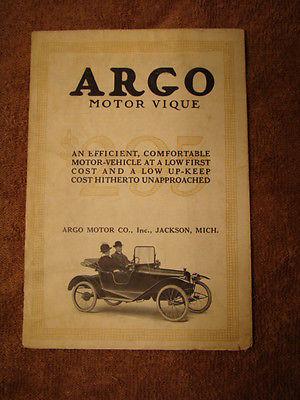 ARGO
MOTOR VIQUE
$295
AN EFFICIENT, COMFORTABLE
MOTOR-VEHICLE AT A LOW FIRST
COST AND A LOW UP-KEEP
COST HITHERTO UNAPPROACHED
ARGO MOTOR CO., Inc., JACKSON, MICH.